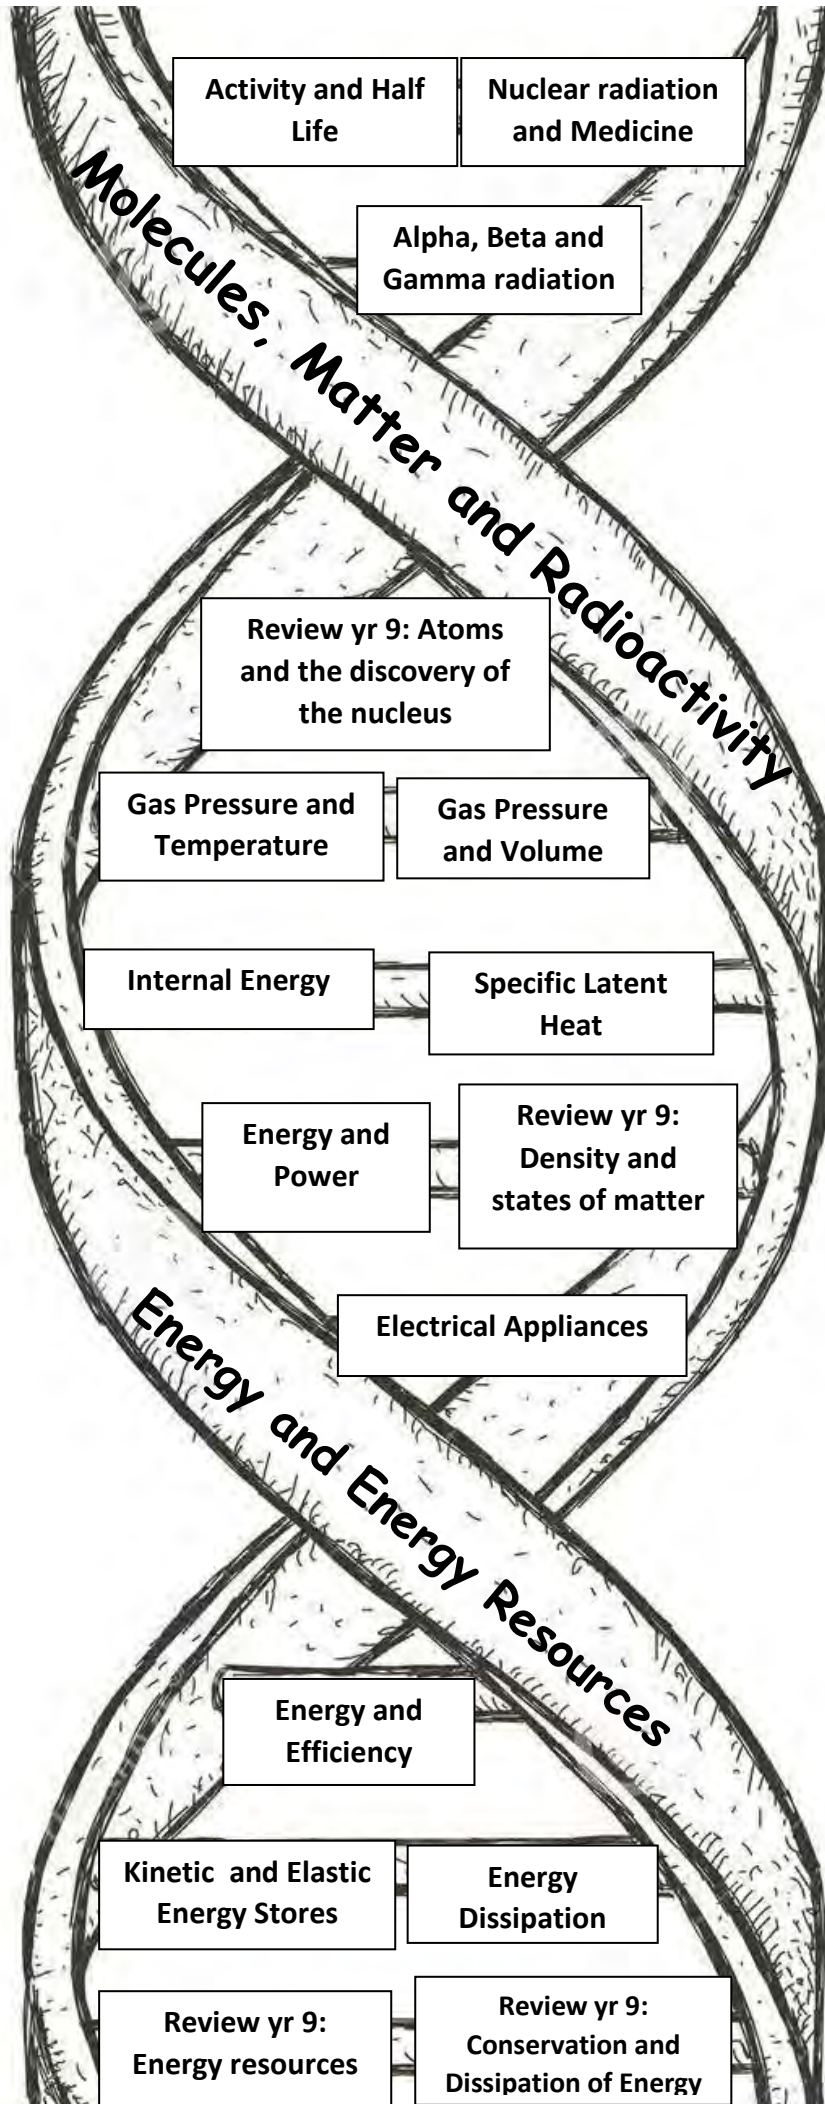 Activity and Half
Life
Nuclear radiation
and Medicine
Alpha, Beta and
Gamma radiation
Molecules, Matter and Radioactivity
Review yr 9: Atoms
and the discovery of
the nucleus
Gas Pressure and
Temperature
Gas Pressure
and Volume
Internal Energy
Specific Latent
Heat
Energy and
Power
Review yr 9:
Density and
states of matter
Electrical Appliances
Energy and Energy Resources
Energy and
Efficiency
Kinetic and Elastic
Energy Stores
Energy
Dissipation
Review yr 9:
Energy resources
Review yr 9:
Conservation and
Dissipation of Energy